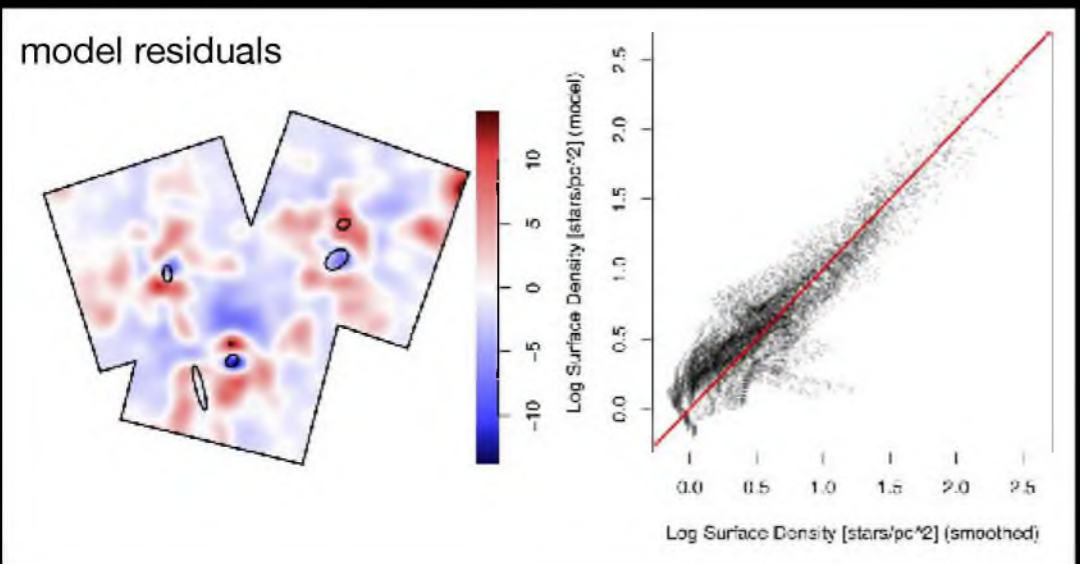 model residuals
10
5
0
−5
−10
Log Surface Density [stars/pc^2] (model)
2.5
2.0
1.5
1.0
0.5
0.0
0.0 0.5 1.0 1.5 2.0 2.5
Log Surface Density [stars/pc^2] (smoothed)